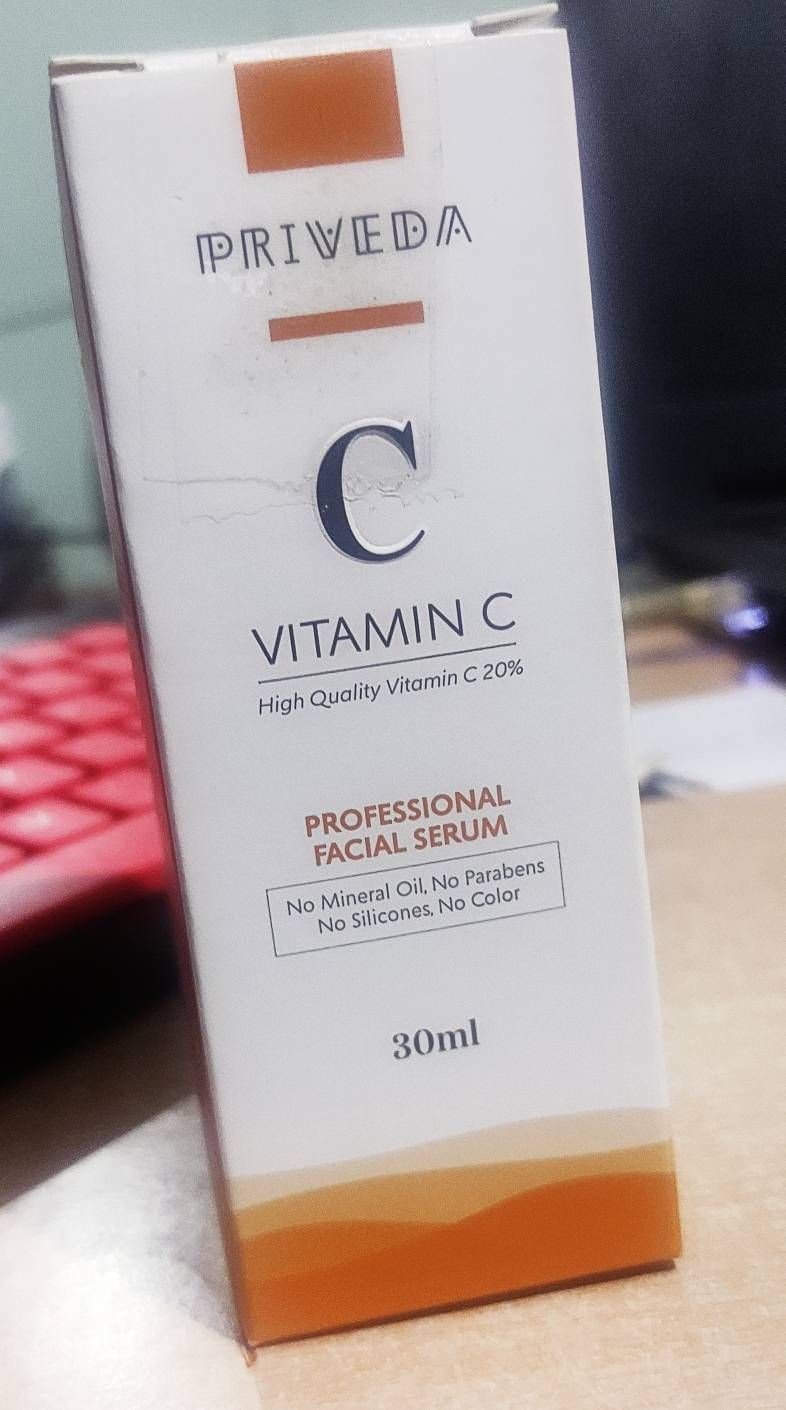 PRIVEDA
C
VITAMIN C
High Quality Vitamin C 20%
PROFESSIONAL
FACIAL SERUM
No Mineral Oil, No Parabens
No Silicones, No Color
30ml